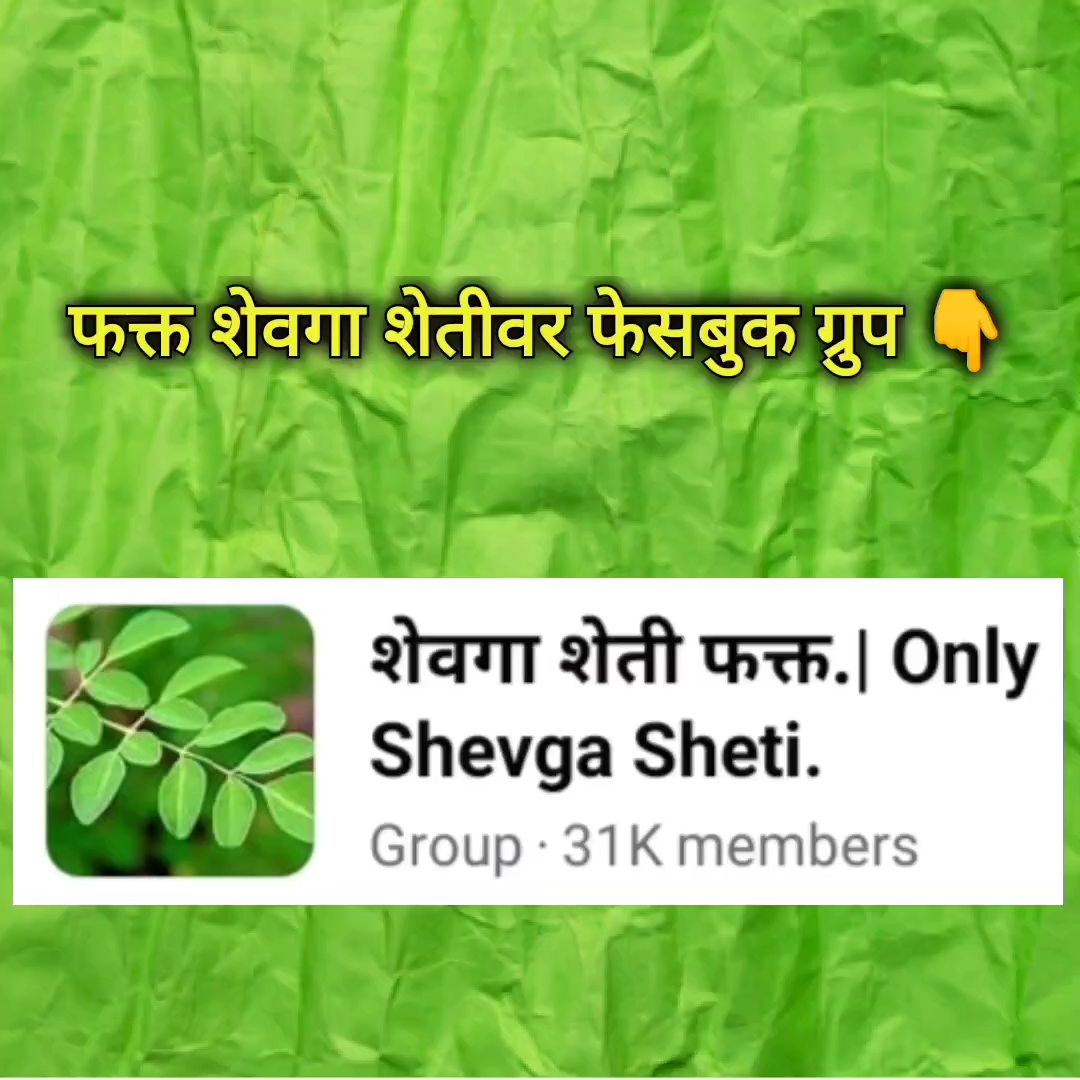 फक्त शेवगा शेतीवर फेसबुक ग्रुप 👇
शेवगा शेती फक्त.| Only
Shevga Sheti.
Group · 31K members